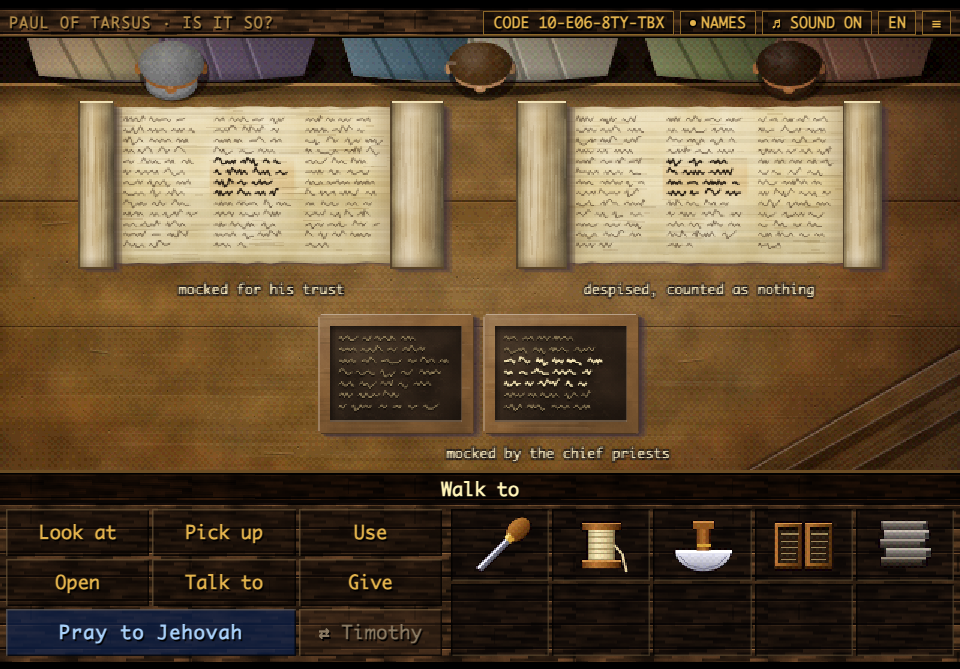 PAUL OF TARSUS · IS IT SO?
CODE 10-E06-8TY-TBX
• NAMES
♬ SOUND ON
EN
≡
mocked for his trust
despised, counted as nothing
mocked by the chief priests
Walk to
Look at
Pick up
Use
Open
Talk to
Give
Pray to Jehovah
⇄ Timothy